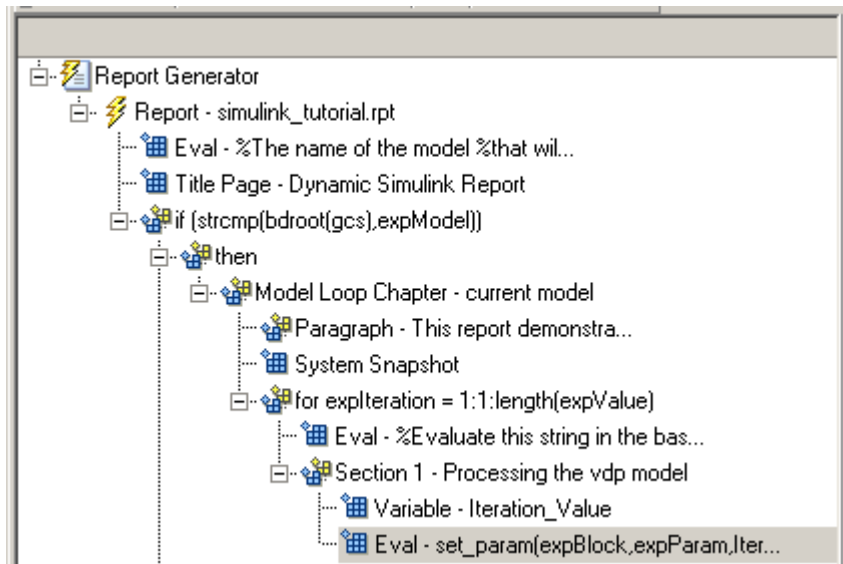 Report Generator
Report - simulink_tutorial.rpt
Eval - %The name of the model %that wil...
Title Page - Dynamic Simulink Report
if (strcmp(bdroot(gcs),expModel))
then
Model Loop Chapter - current model
Paragraph - This report demonstra...
System Snapshot
for expIteration = 1:1:length(expValue)
Eval - %Evaluate this string in the bas...
Section 1 - Processing the vdp model
Variable - Iteration_Value
Eval - set_param(expBlock,expParam,Iter...